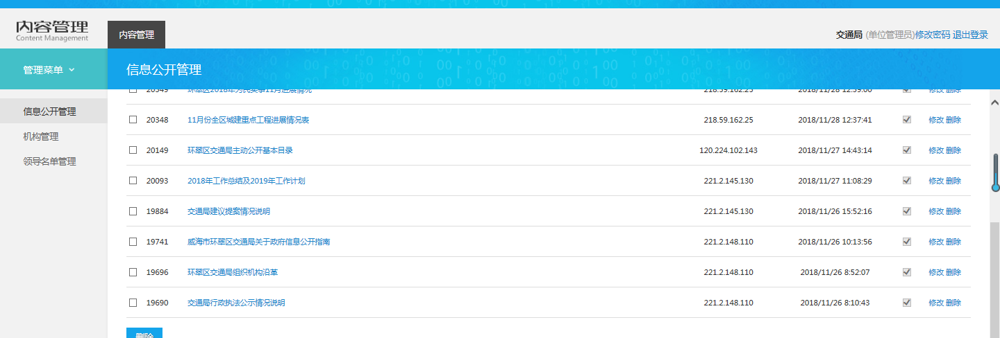 内容管理
Content Management
内容管理
交通局 (单位管理员)修改密码 退出登录
管理菜单
信息公开管理
信息公开管理
机构管理
领导名单管理
20349 环翠区2018年为民实事11月进展情况 218.59.162.25 2018/11/28 12:39:00 修改 删除
20348 11月份全区城建重点工程进展情况表 218.59.162.25 2018/11/28 12:37:41 修改 删除
20149 环翠区交通局主动公开基本目录 120.224.102.143 2018/11/27 14:43:14 修改 删除
20093 2018年工作总结及2019年工作计划 221.2.145.130 2018/11/27 11:08:29 修改 删除
19884 交通局建议提案情况说明 221.2.145.130 2018/11/26 15:52:16 修改 删除
19741 威海市环翠区交通局关于政府信息公开指南 221.2.148.110 2018/11/26 10:13:56 修改 删除
19696 环翠区交通局组织机构沿革 221.2.148.110 2018/11/26 8:52:07 修改 删除
19690 交通局行政执法公示情况说明 221.2.148.110 2018/11/26 8:10:43 修改 删除
删除